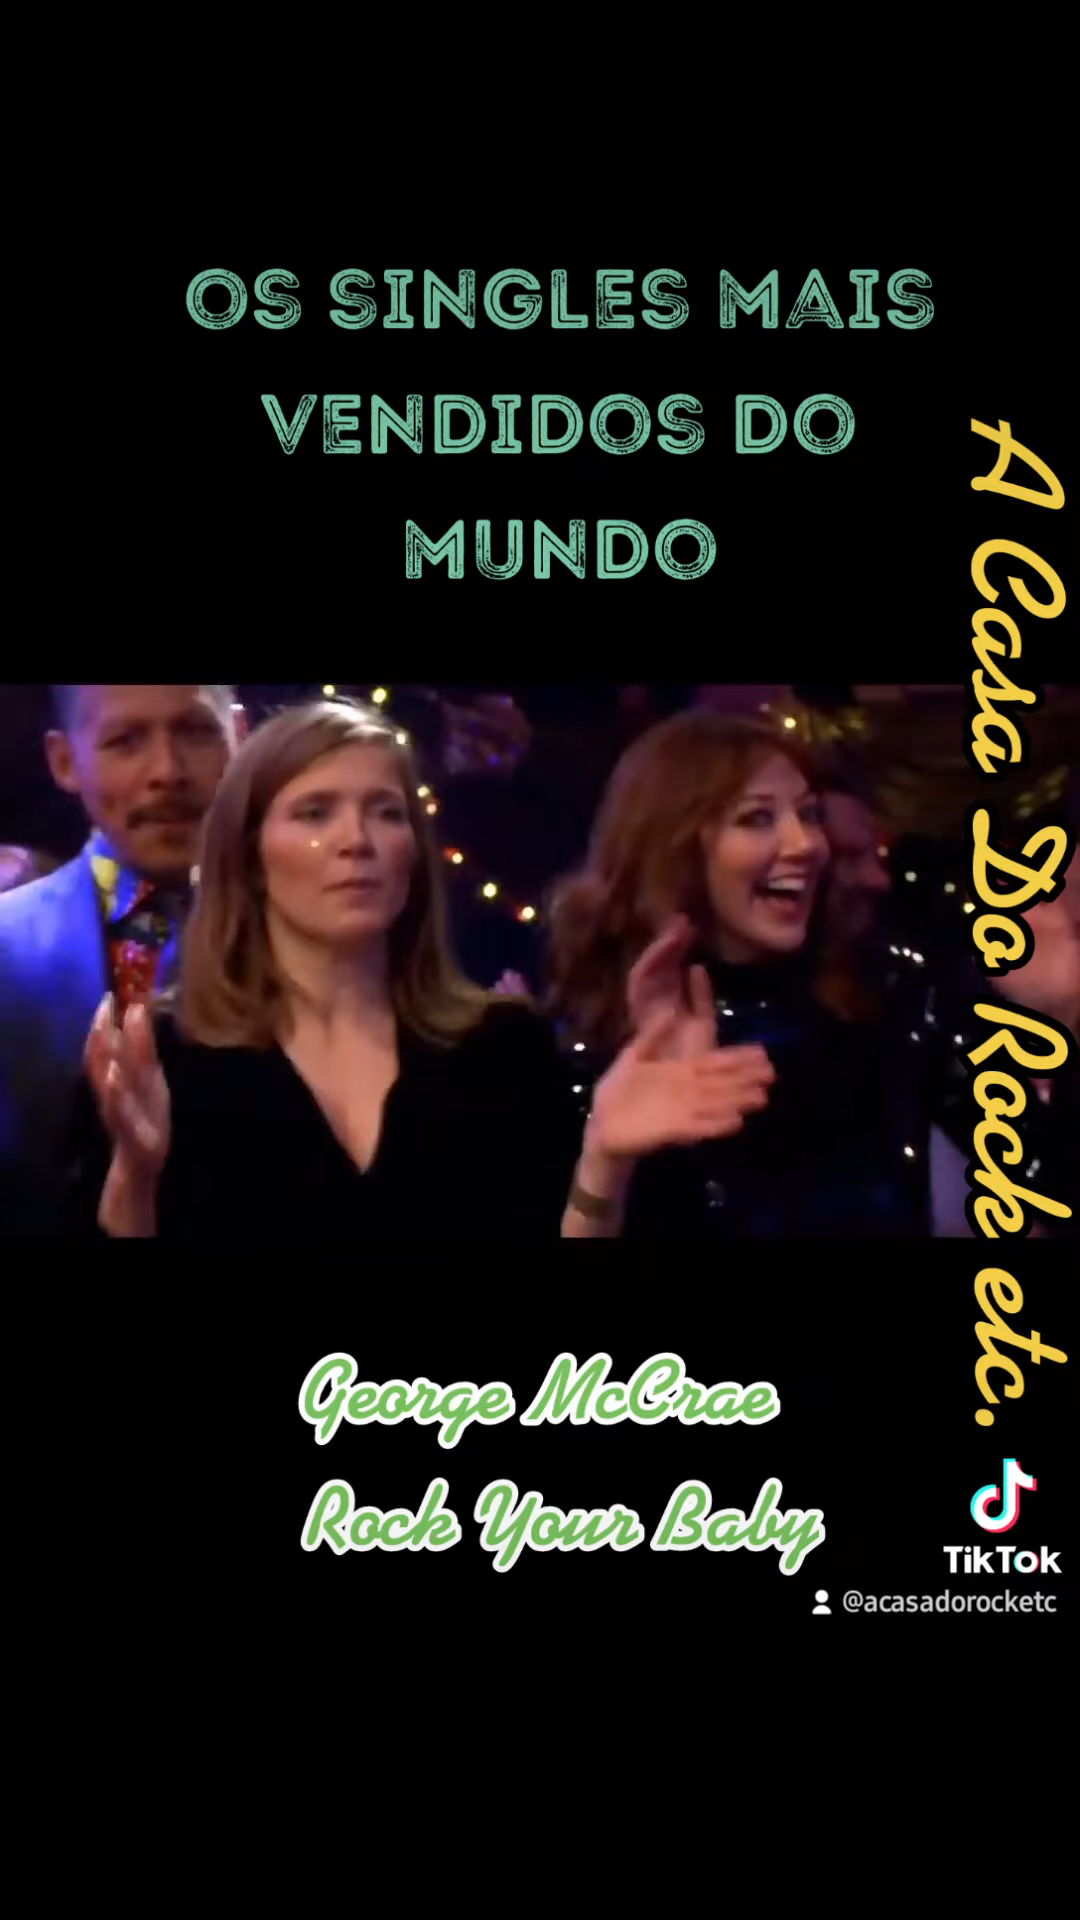 OS SINGLES MAIS
VENDIDOS DO
MUNDO
A Casa Do Rock etc.
George McCrae
Rock Your Baby
TikTok
@acasadorocketc